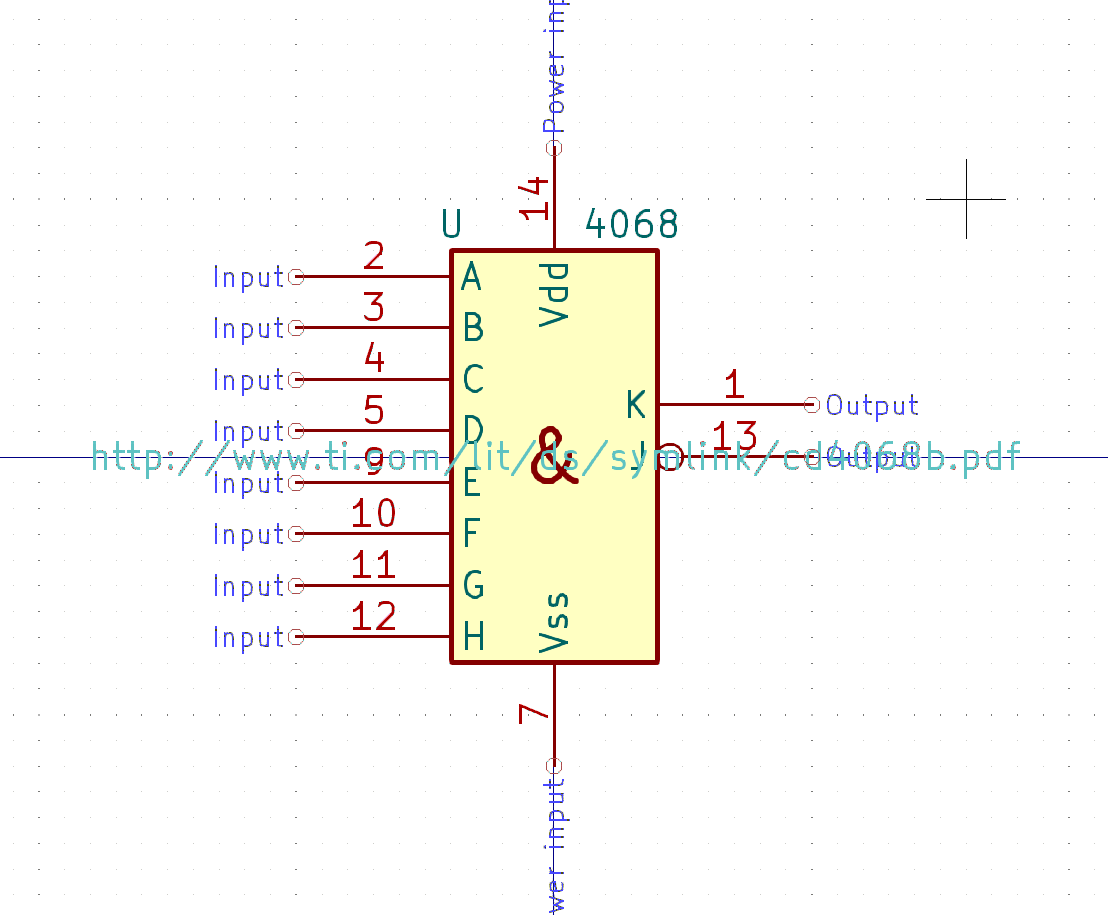 Power inp
14
U 4068
Vdd
Input 2 A
Input 3 B
Input 4 C
K 1 Output
Input 5 D
J 13 Output
http://www.ti.com/lit/ds/symlink/cd4068b.pdf
&
Input 9 E
Input 10 F
Input 11 G
Input 12 H
Vss
7
wer input